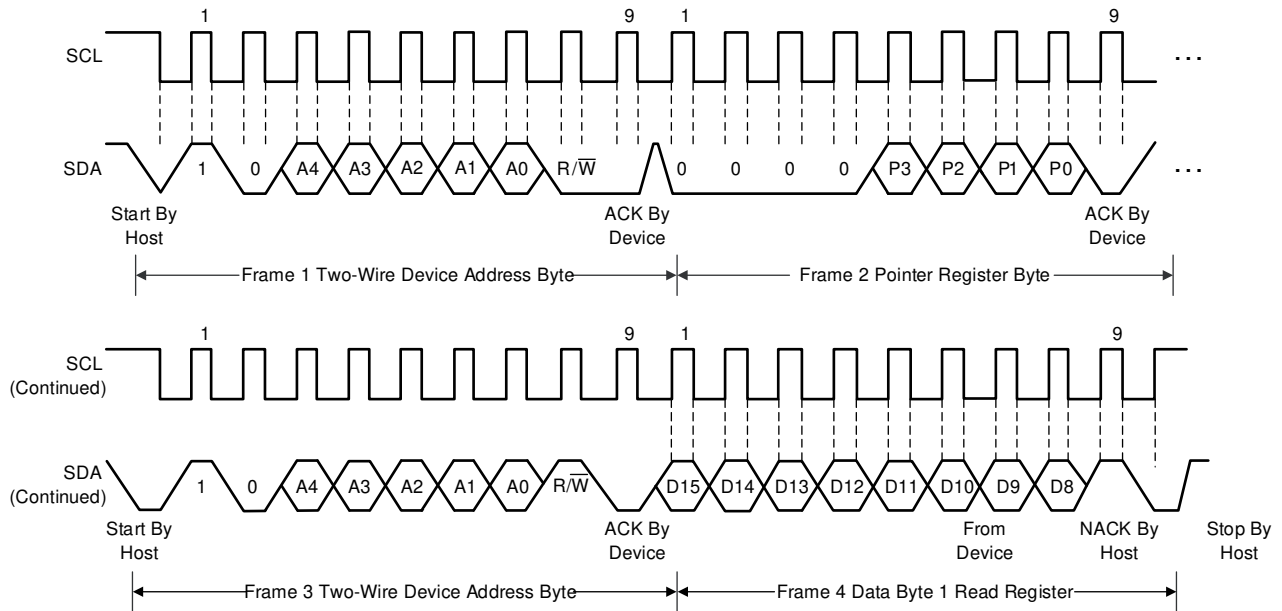 1 9 1 9
SCL ...
SDA 1 0 A4 A3 A2 A1 A0 R/W̅ 0 0 0 0 P3 P2 P1 P0 ...
Start By ACK By ACK By
Host Device Device
Frame 1 Two-Wire Device Address Byte Frame 2 Pointer Register Byte
1 9 1 9
SCL
(Continued)
SDA 1 0 A4 A3 A2 A1 A0 R/W̅ D15 D14 D13 D12 D11 D10 D9 D8
(Continued)
Start By ACK By From NACK By Stop By
Host Device Device Host Host
Frame 3 Two-Wire Device Address Byte Frame 4 Data Byte 1 Read Register